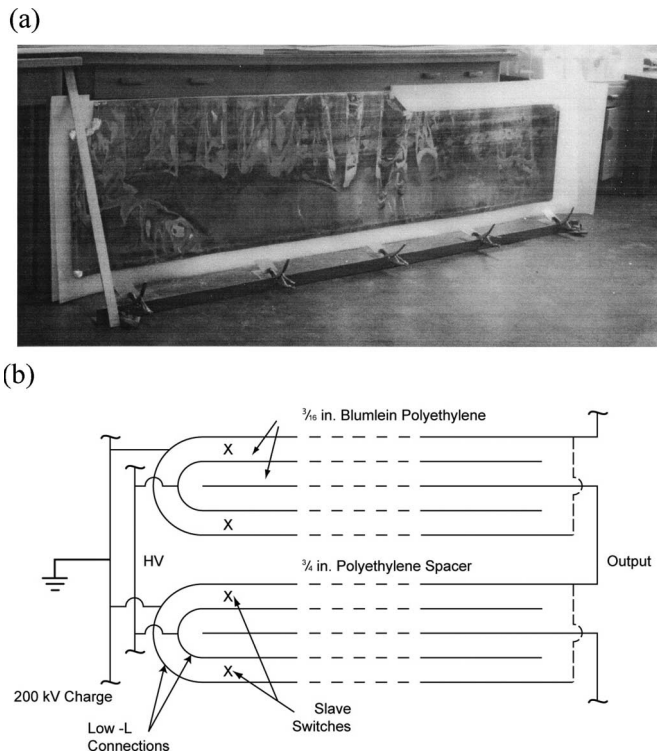 (a)
(b)
3/16 in. Blumlein Polyethylene
X
X
HV
3/4 in. Polyethylene Spacer
Output
X
X
200 kV Charge
Slave
Switches
Low -L
Connections